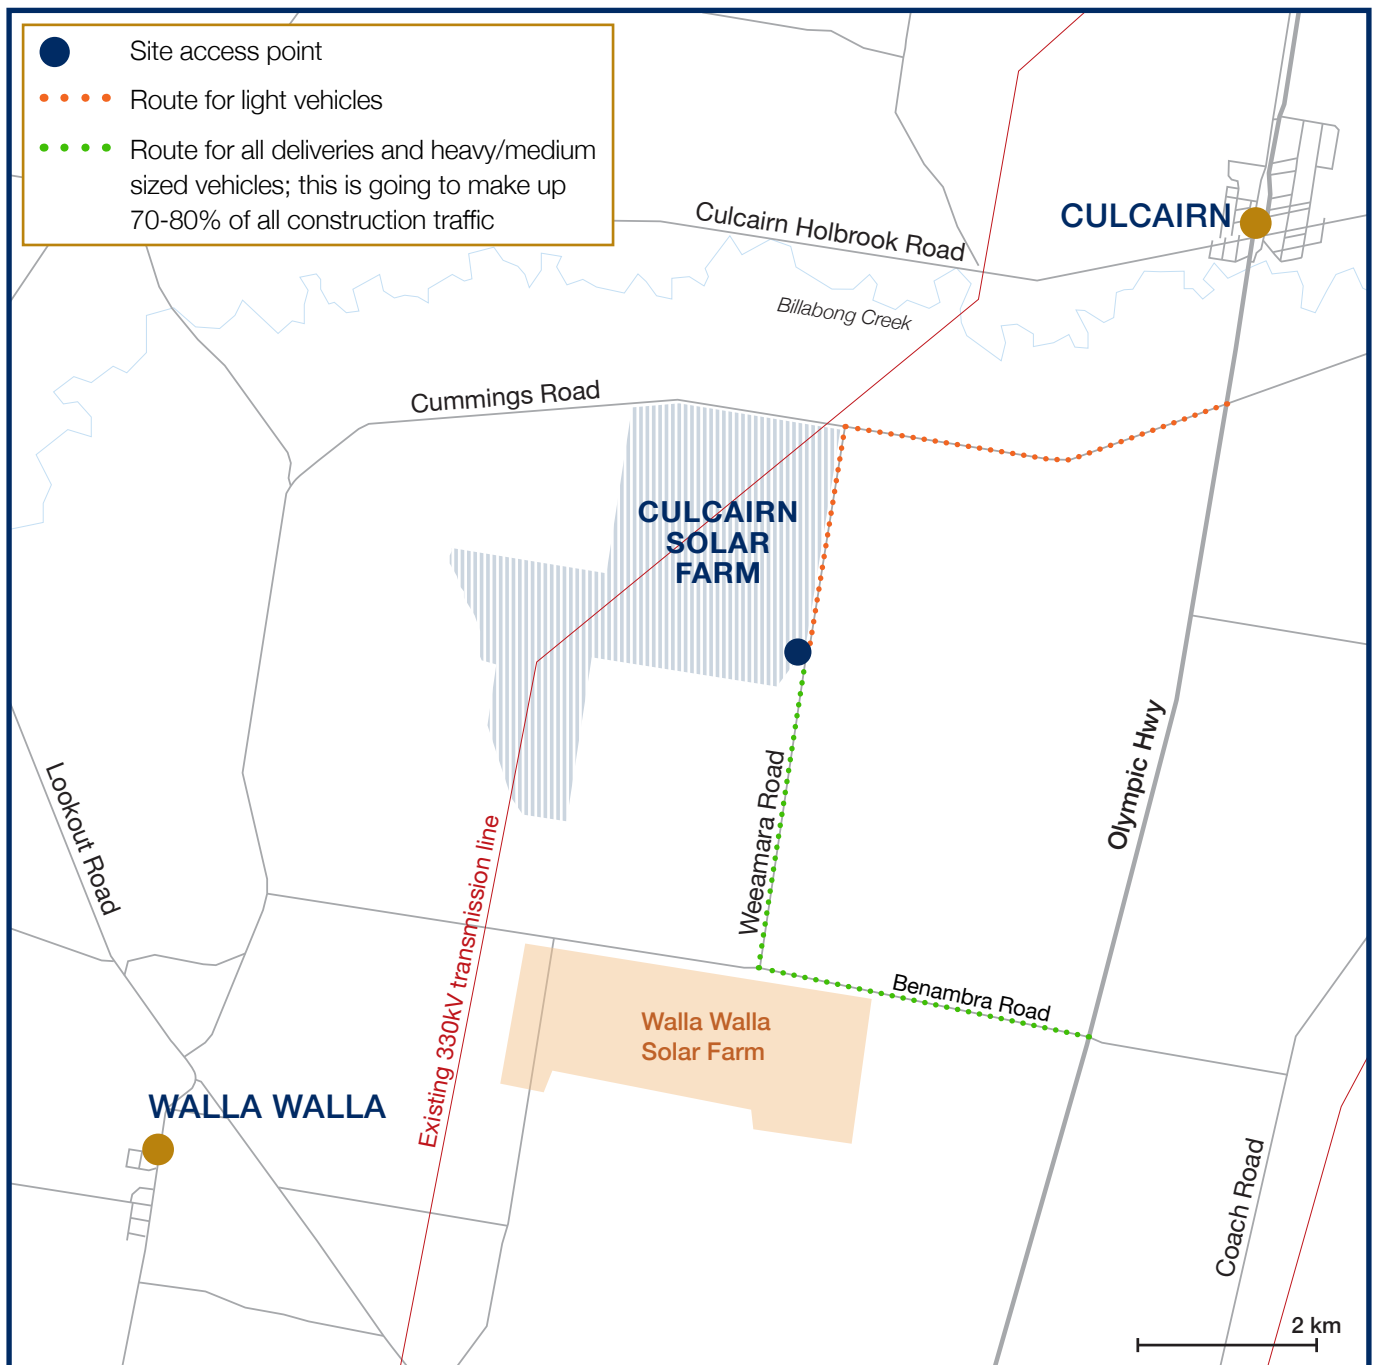 Site access point
Route for light vehicles
Route for all deliveries and heavy/medium
sized vehicles; this is going to make up
70-80% of all construction traffic
CULCAIRN
Culcairn Holbrook Road
Billabong Creek
Cummings Road
CULCAIRN
SOLAR
FARM
Olympic Hwy
Weeamara Road
Lookout Road
Existing 330kV transmission line
Benambra Road
Walla Walla
Solar Farm
WALLA WALLA
Coach Road
2 km